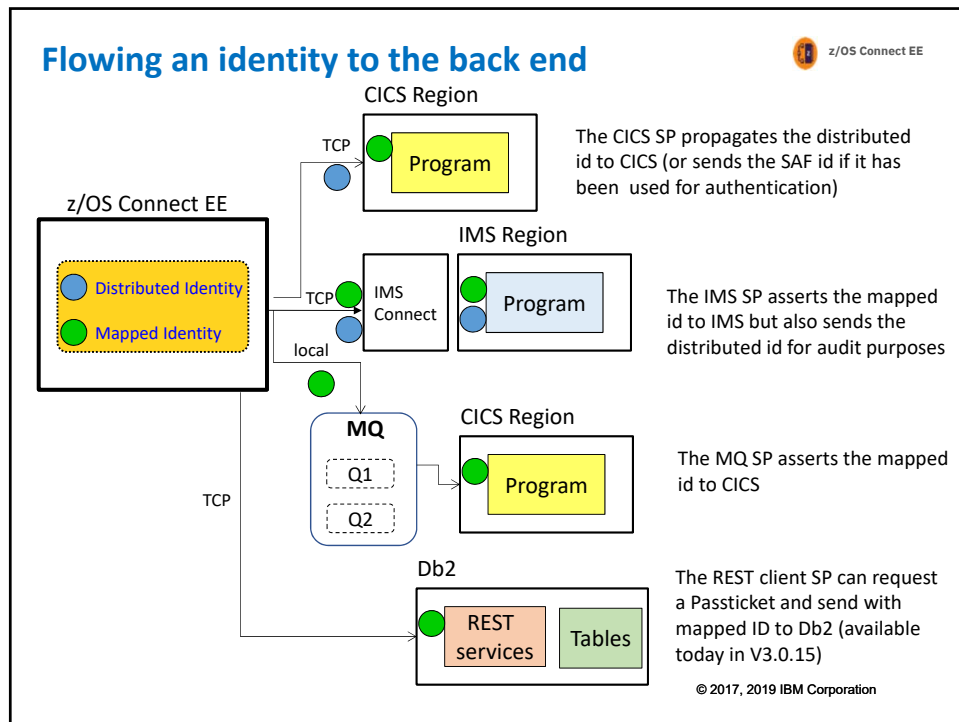 Flowing an identity to the back end
z/OS Connect EE
CICS Region
TCP
Program
The CICS SP propagates the distributed
id to CICS (or sends the SAF id if it has
been used for authentication)
z/OS Connect EE
Distributed Identity
Mapped Identity
IMS Region
TCP
IMS
Connect
Program
The IMS SP asserts the mapped
id to IMS but also sends the
distributed id for audit purposes
local
MQ
Q1
Q2
CICS Region
Program
The MQ SP asserts the mapped
id to CICS
TCP
Db2
REST
services
Tables
The REST client SP can request
a Passticket and send with
mapped ID to Db2 (available
today in V3.0.15)
© 2017, 2019 IBM Corporation